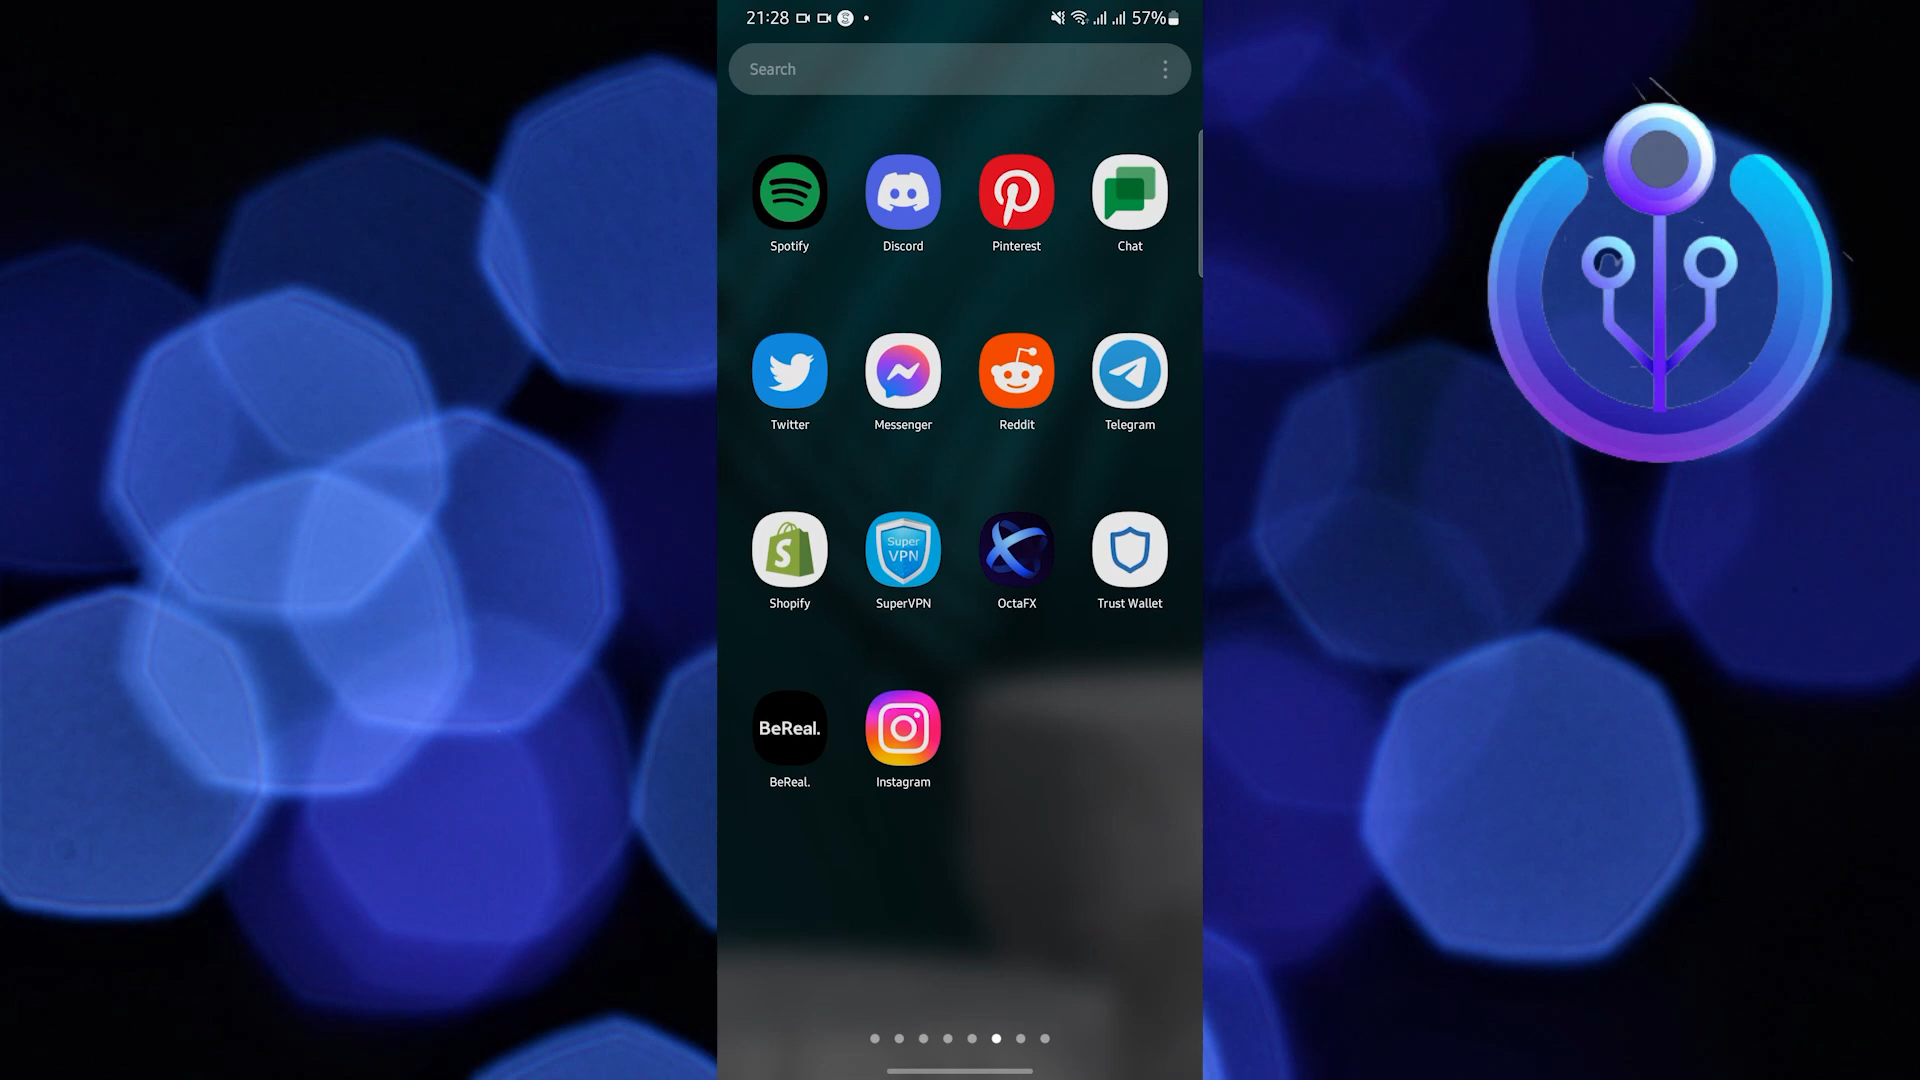 21:28
57%
Search
Spotify
Discord
Pinterest
Chat
Twitter
Messenger
Reddit
Telegram
S
Super
VPN
Shopify
SuperVPN
OctaFX
Trust Wallet
BeReal.
BeReal.
Instagram